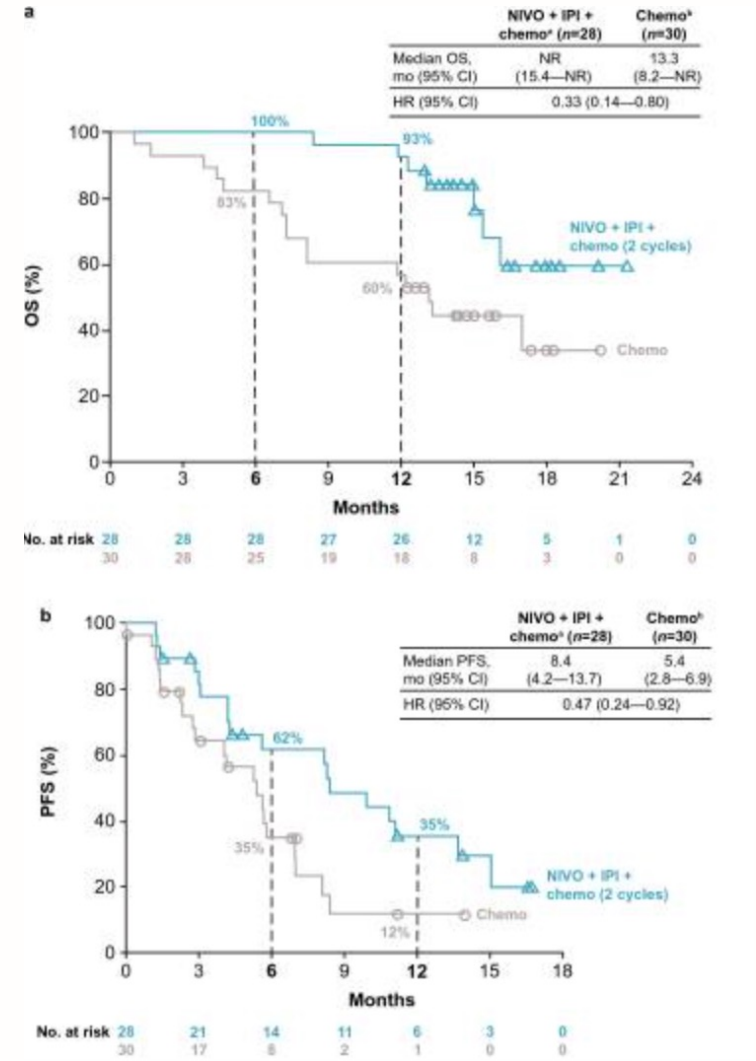 a
NIVO + IPI + Chemoᵇ
chemoᵃ (n=28) (n=30)
Median OS, NR 13.3
mo (95% CI) (15.4—NR) (8.2—NR)
HR (95% CI) 0.33 (0.14—0.80)
100%
93%
83%
60%
NIVO + IPI +
chemo (2 cycles)
Chemo
OS (%)
100
80
60
40
20
0
0 3 6 9 12 15 18 21 24
Months
No. at risk 28 28 28 27 26 12 5 1 0
30 28 25 19 18 8 3 0 0
b
NIVO + IPI + Chemoᵇ
chemoᵃ (n=28) (n=30)
Median PFS, 8.4 5.4
mo (95% CI) (4.2—13.7) (2.8—6.9)
HR (95% CI) 0.47 (0.24—0.92)
62%
35%
35%
12%
NIVO + IPI +
chemo (2 cycles)
Chemo
PFS (%)
100
80
60
40
20
0
0 3 6 9 12 15 18
Months
No. at risk 28 21 14 11 6 3 0
30 17 8 2 1 0 0